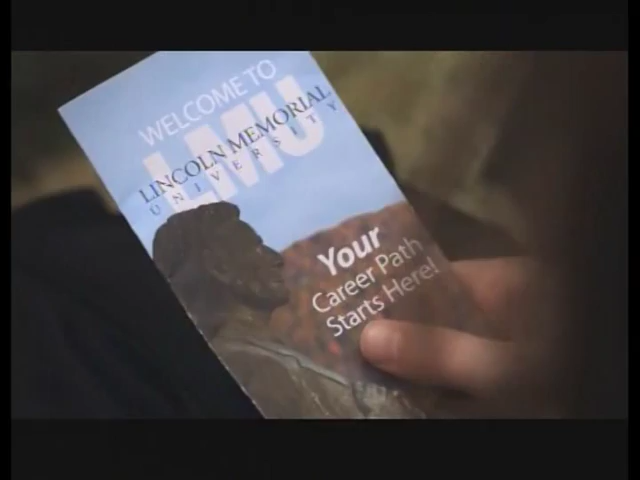 WELCOME TO
LMU
LINCOLN MEMORIAL
UNIVERSITY
Your
Career Path
Starts Here!